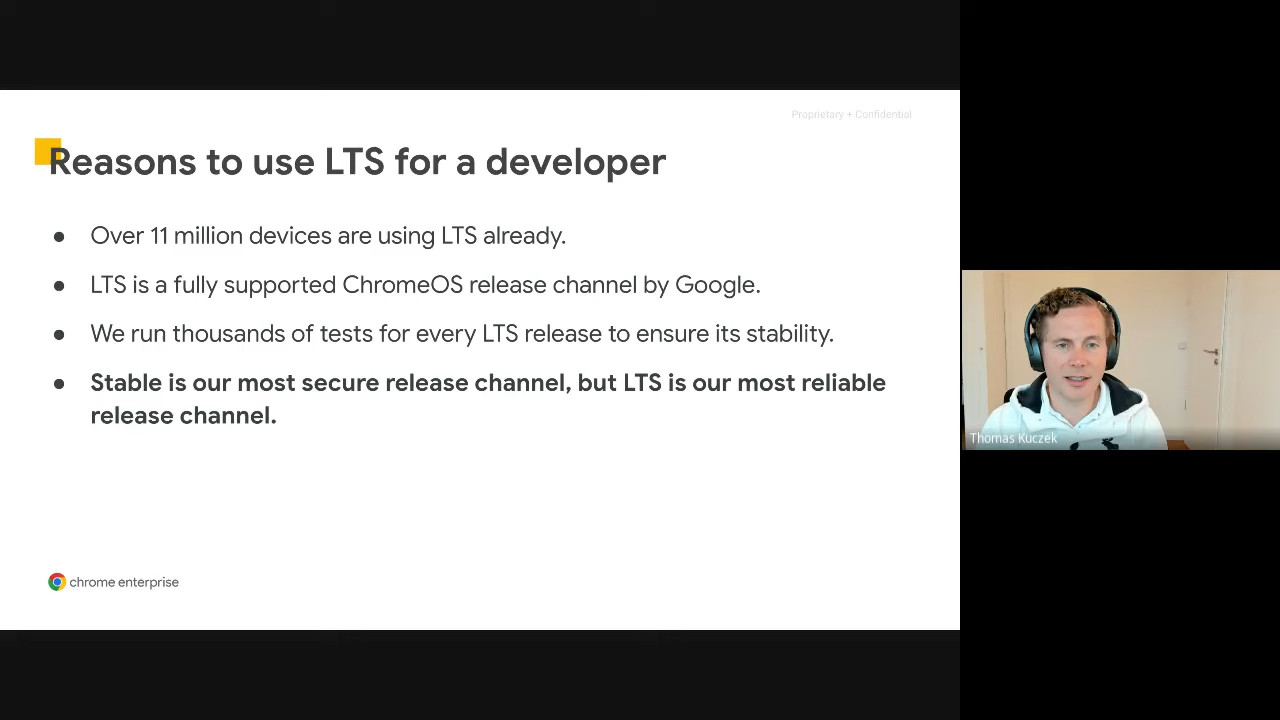 Proprietary + Confidential
Reasons to use LTS for a developer
● Over 11 million devices are using LTS already.
● LTS is a fully supported ChromeOS release channel by Google.
● We run thousands of tests for every LTS release to ensure its stability.
● Stable is our most secure release channel, but LTS is our most reliable
release channel.
chrome enterprise
Thomas Kuczek